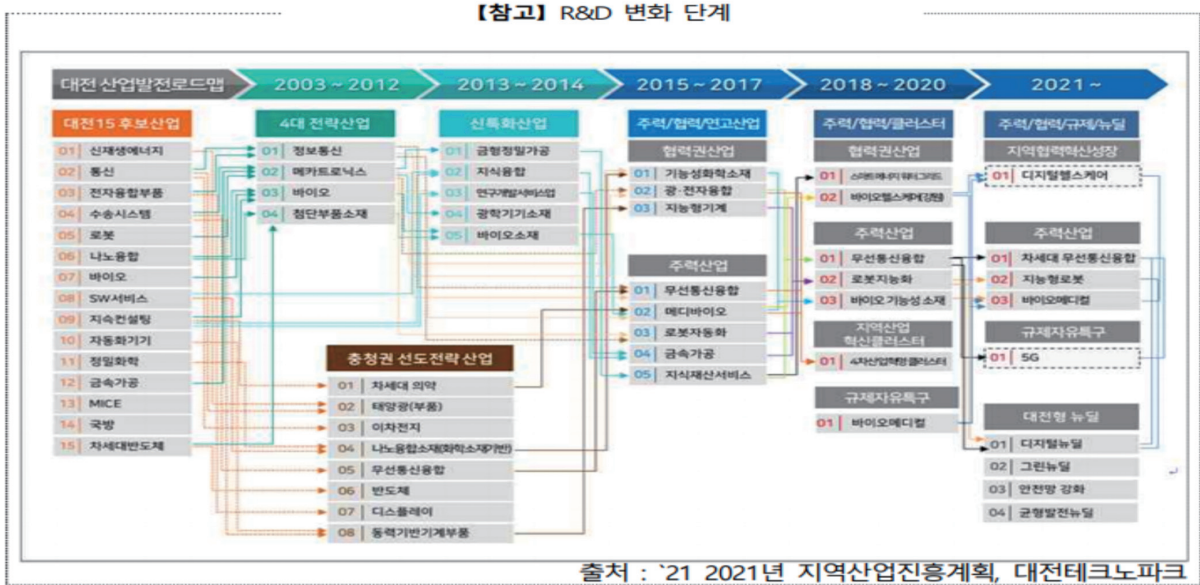 【참고】 R&D 변화 단계
대전 산업발전로드맵
2003 ~ 2012
2013 ~ 2014
2015 ~ 2017
2018 ~ 2020
2021 ~
대전15 후보산업
01 신재생에너지
02 통신
03 전자융합부품
04 수송시스템
05 로봇
06 나노융합
07 바이오
08 SW서비스
09 지속컨설팅
10 자동화기기
11 정밀화학
12 금속가공
13 MICE
14 국방
15 차세대반도체
4대 전략산업
01 정보통신
02 메카트로닉스
03 바이오
04 첨단부품소재
충청권 선도전략 산업
01 차세대 의약
02 태양광(부품)
03 이차전지
04 나노융합소재(화학소재기반)
05 무선통신융합
06 반도체
07 디스플레이
08 동력기반기계부품
신특화산업
01 금형정밀가공
02 지식융합
03 연구개발서비스업
04 광학기기소재
05 바이오소재
주력/협력/연고산업
협력권산업
01 기능성화학소재
02 광·전자융합
03 지능형기계
주력산업
01 무선통신융합
02 메디바이오
03 로봇자동화
04 금속가공
05 지식재산서비스
주력/협력/클러스터
협력권산업
01 스마트에너지 워터그리드
02 바이오헬스케어(강원)
주력산업
01 무선통신융합
02 로봇지능화
03 바이오 기능성 소재
지역산업
혁신클러스터
01 4차산업혁명클러스터
규제자유특구
01 바이오메디컬
주력/협력/규제/뉴딜
지역협력혁신성장
01 디지털헬스케어
주력산업
01 차세대 무선통신융합
02 지능형로봇
03 바이오메디컬
규제자유특구
01 5G
대전형 뉴딜
01 디지털뉴딜
02 그린뉴딜
03 안전망 강화
04 균형발전뉴딜
출처 : `21 2021년 지역산업진흥계획, 대전테크노파크